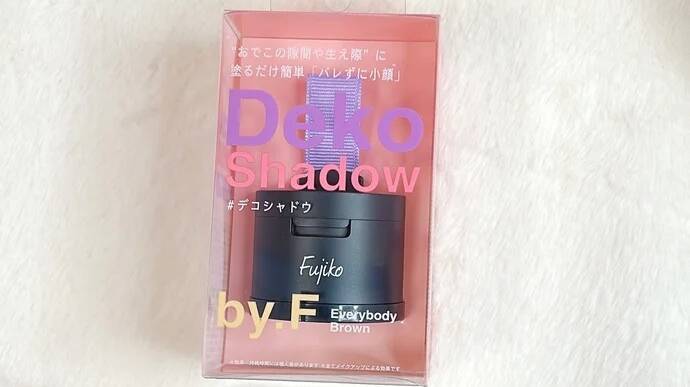 “おでこの隙間や生え際”に
塗るだけ簡単「バレずに小顔」
Deko
Shadow
#デコシャドウ
Fujiko
by.F
Everybody
Brown